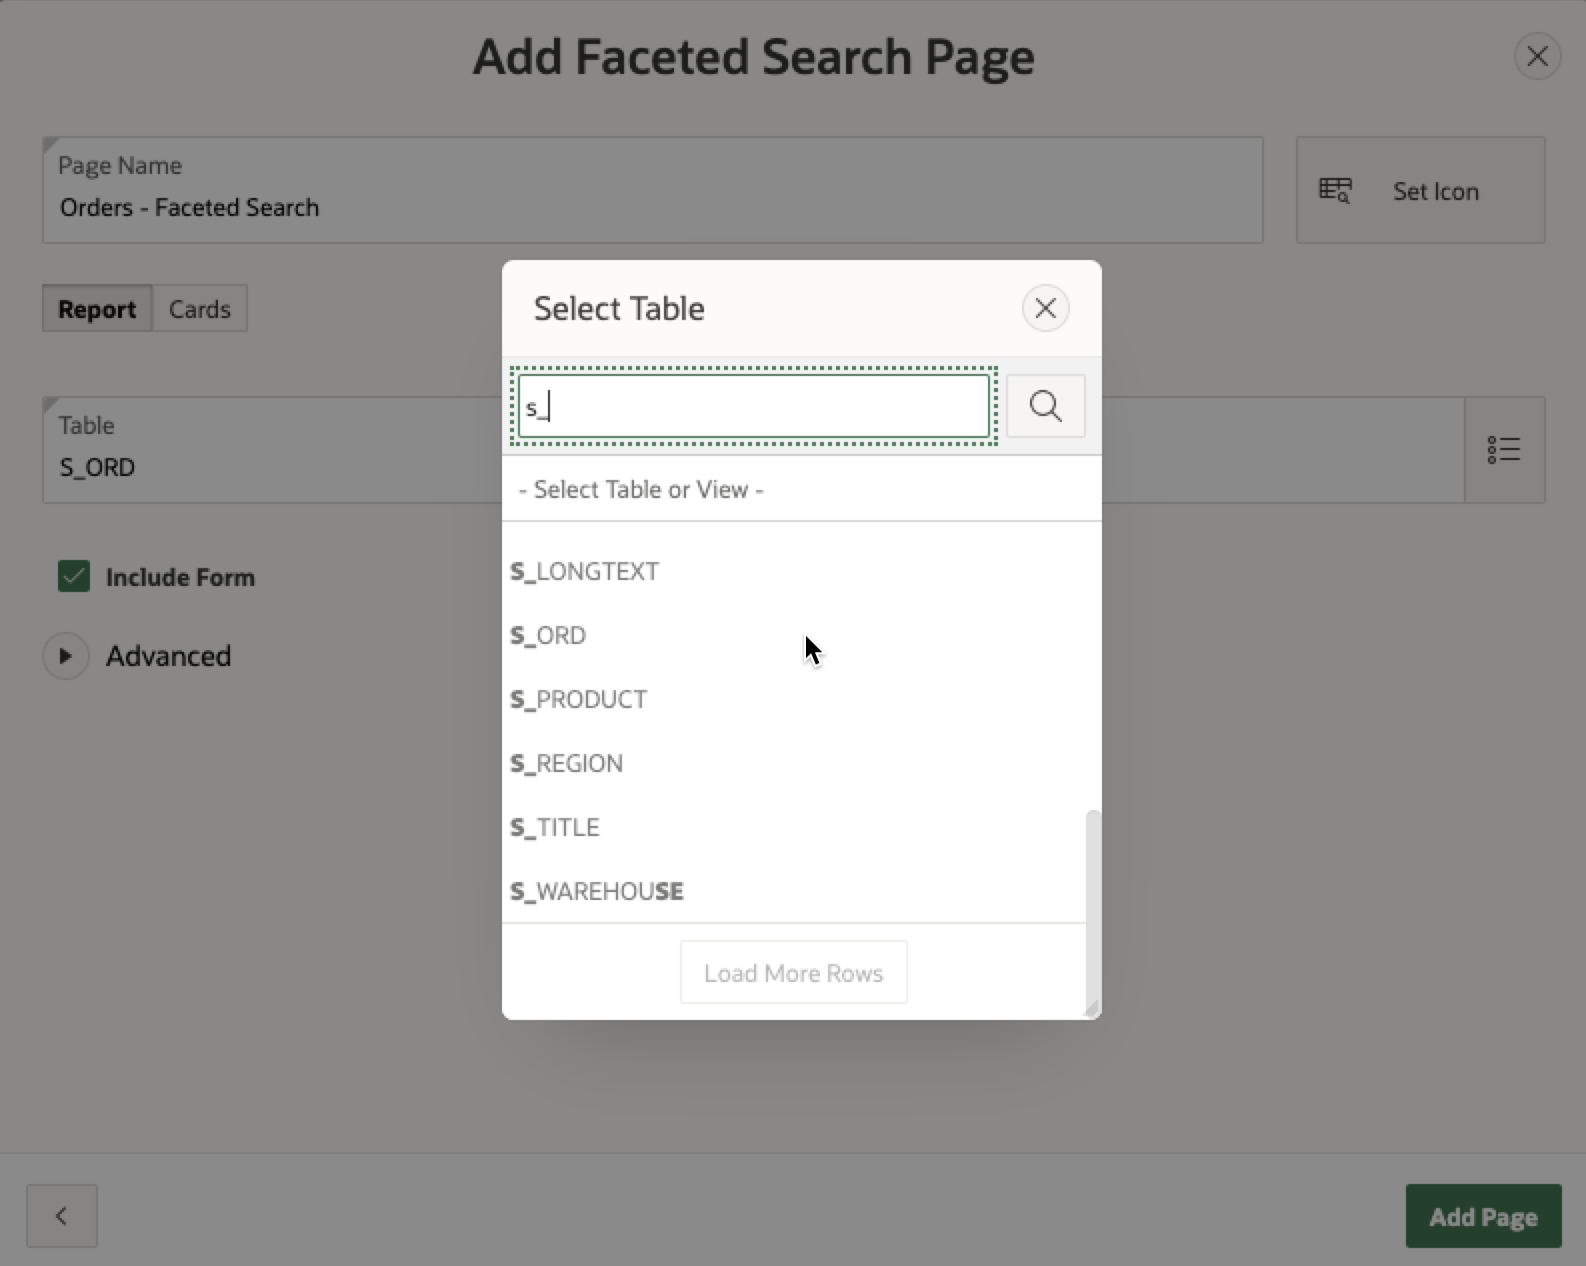 Add Faceted Search Page
Page Name
Orders - Faceted Search
Set Icon
Report
Cards
Table
S_ORD
Include Form
Advanced
Select Table
s_
- Select Table or View -
S_LONGTEXT
S_ORD
S_PRODUCT
S_REGION
S_TITLE
S_WAREHOUSE
Load More Rows
Add Page